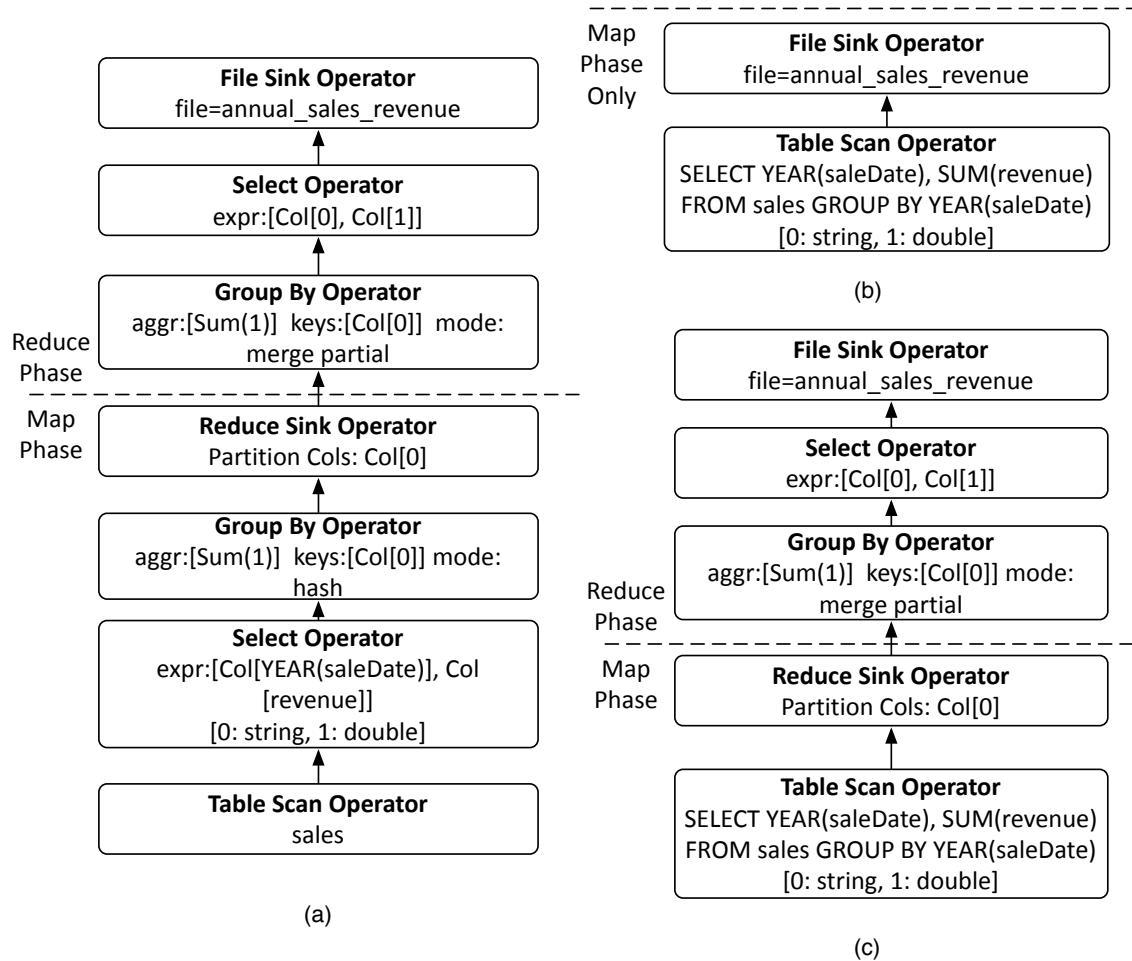 File Sink Operator
file=annual_sales_revenue
Select Operator
expr:[Col[0], Col[1]]
Group By Operator
aggr:[Sum(1)]  keys:[Col[0]]  mode:
merge partial
Reduce
Phase
Map
Phase
Reduce Sink Operator
Partition Cols: Col[0]
Group By Operator
aggr:[Sum(1)]  keys:[Col[0]] mode:
hash
Select Operator
expr:[Col[YEAR(saleDate)], Col
[revenue]]
[0: string, 1: double]
Table Scan Operator
sales
(a)
Map
Phase
Only
File Sink Operator
file=annual_sales_revenue
Table Scan Operator
SELECT YEAR(saleDate), SUM(revenue)
FROM sales GROUP BY YEAR(saleDate)
[0: string, 1: double]
(b)
File Sink Operator
file=annual_sales_revenue
Select Operator
expr:[Col[0], Col[1]]
Group By Operator
aggr:[Sum(1)]  keys:[Col[0]] mode:
merge partial
Reduce
Phase
Map
Phase
Reduce Sink Operator
Partition Cols: Col[0]
Table Scan Operator
SELECT YEAR(saleDate), SUM(revenue)
FROM sales GROUP BY YEAR(saleDate)
[0: string, 1: double]
(c)